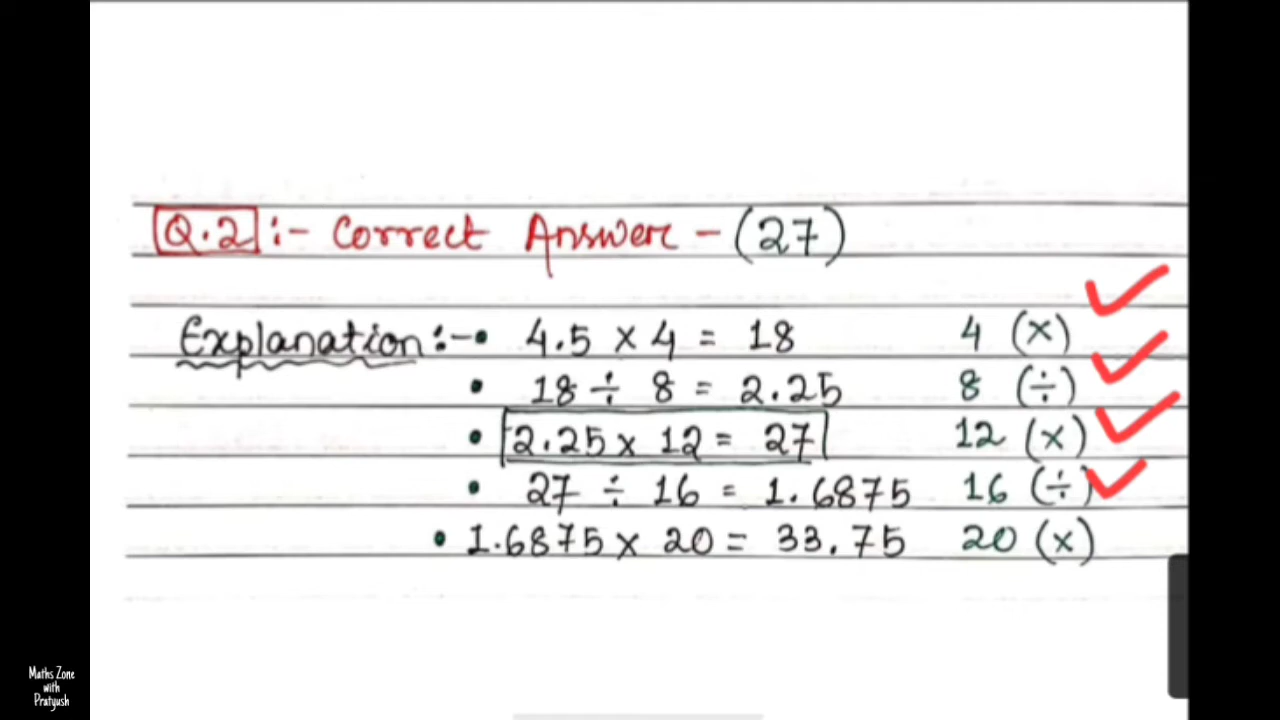 Q.2 :- Correct Answer - (27)
Explanation :- • 4.5 x 4 = 18 4 (x)
• 18 ÷ 8 = 2.25 8 (÷)
• 2.25 x 12 = 27 12 (x)
• 27 ÷ 16 = 1.6875 16 (÷)
• 1.6875 x 20 = 33.75 20 (x)
Maths Zone
with
Pratyush